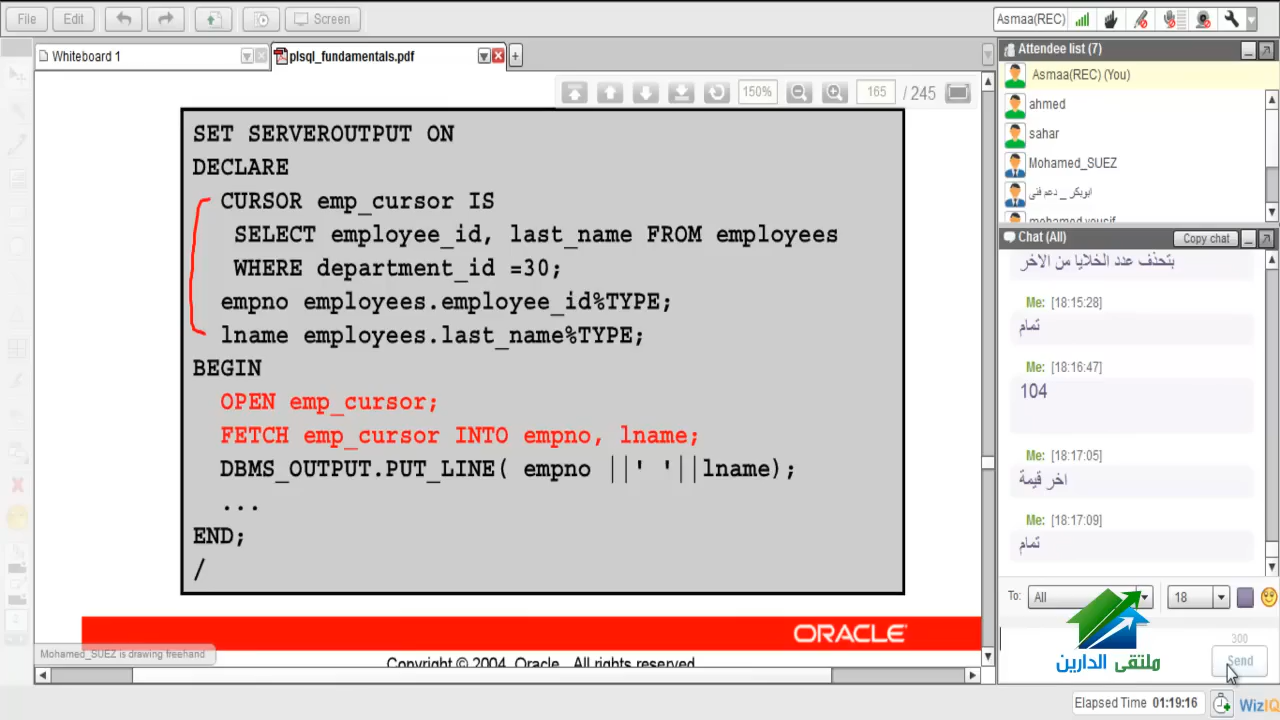 File
Edit
Screen
Asmaa(REC)
Whiteboard 1
plsql_fundamentals.pdf
150%
165
/ 245
SET SERVEROUTPUT ON
DECLARE
CURSOR emp_cursor IS
SELECT employee_id, last_name FROM employees
WHERE department_id =30;
empno employees.employee_id%TYPE;
lname employees.last_name%TYPE;
BEGIN
OPEN emp_cursor;
FETCH emp_cursor INTO empno, lname;
DBMS_OUTPUT.PUT_LINE( empno ||' '||lname);
...
END;
/
ORACLE
Mohamed_SUEZ is drawing freehand
Copyright © 2004, Oracle. All rights reserved.
Attendee list (7)
Asmaa(REC) (You)
ahmed
sahar
Mohamed_SUEZ
ابوبكر _ دعم فنى
mohamed yousif
Chat (All)
Copy chat
بتحذف عدد الخلايا من الاخر
Me: [18:15:28]
تمام
Me: [18:16:47]
104
Me: [18:17:05]
اخر قيمة
Me: [18:17:09]
تمام
To:
All
18
300
Send
ملتقى الدارين
Elapsed Time 01:19:16
WizIQ